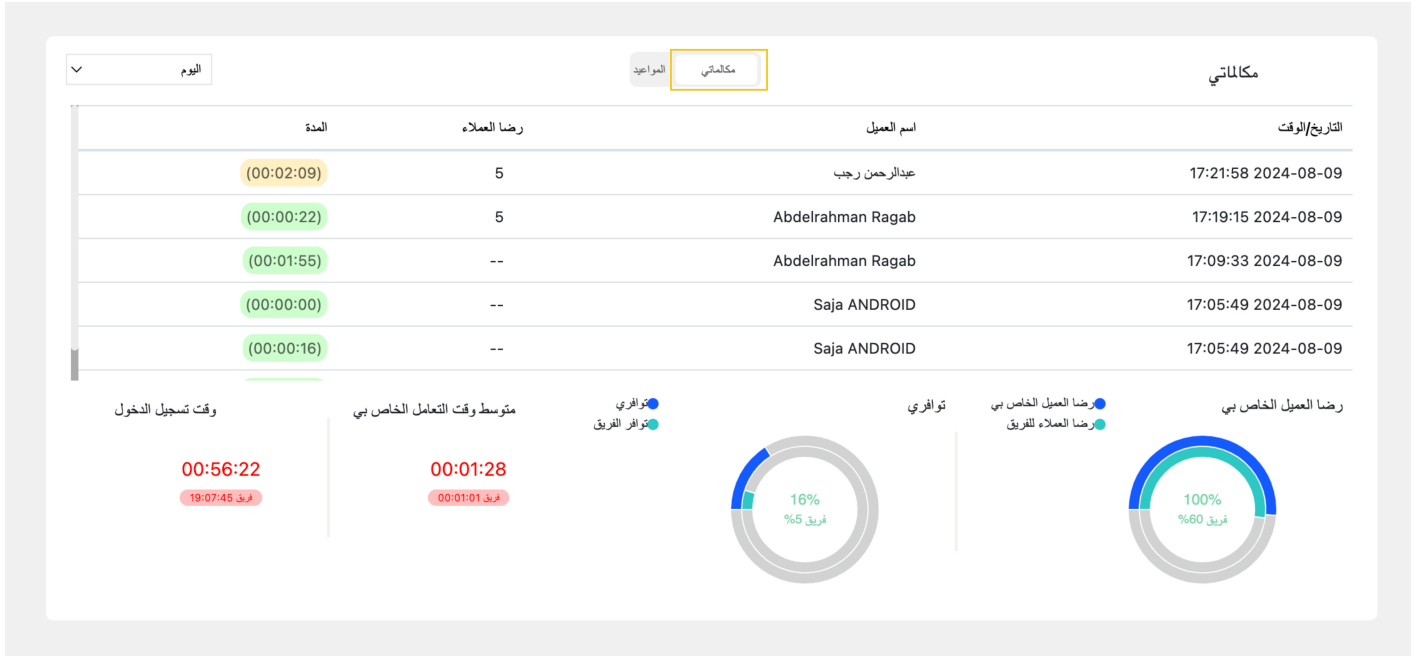 مكالماتي
مكالماتي
المواعيد
اليوم
التاريخ/الوقت اسم العميل رضا العملاء المدة
17:21:58 2024-08-09 عبدالرحمن رجب 5 (00:02:09)
17:19:15 2024-08-09 Abdelrahman Ragab 5 (00:00:22)
17:09:33 2024-08-09 Abdelrahman Ragab -- (00:01:55)
17:05:49 2024-08-09 Saja ANDROID -- (00:00:00)
17:05:49 2024-08-09 Saja ANDROID -- (00:00:16)
رضا العميل الخاص بي
رضا العميل الخاص بي
رضا العملاء للفريق
100%
فريق 60%
توافري
توافري
توافر الفريق
16%
فريق 5%
متوسط وقت التعامل الخاص بي
00:01:28
فريق 00:01:01
وقت تسجيل الدخول
00:56:22
فريق 19:07:45